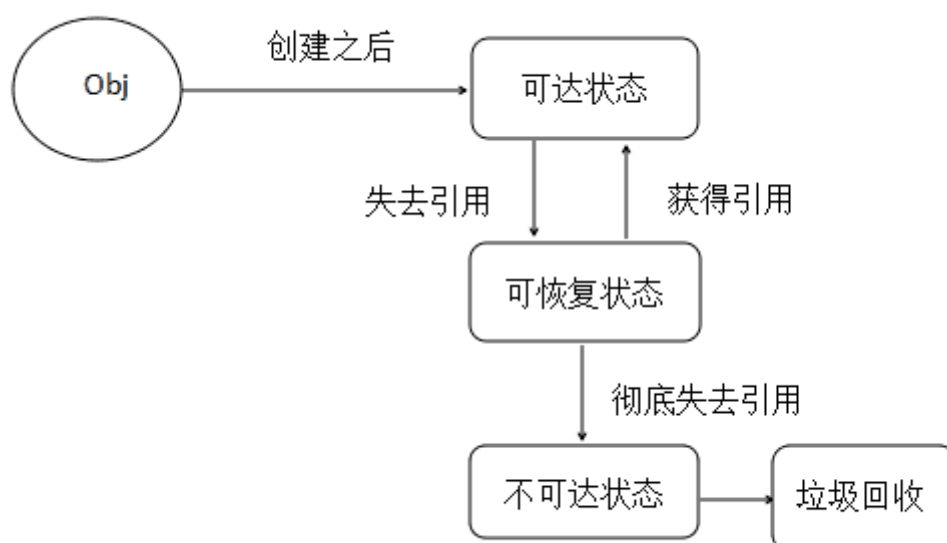 Obj
创建之后
可达状态
失去引用
获得引用
可恢复状态
彻底失去引用
不可达状态
垃圾回收